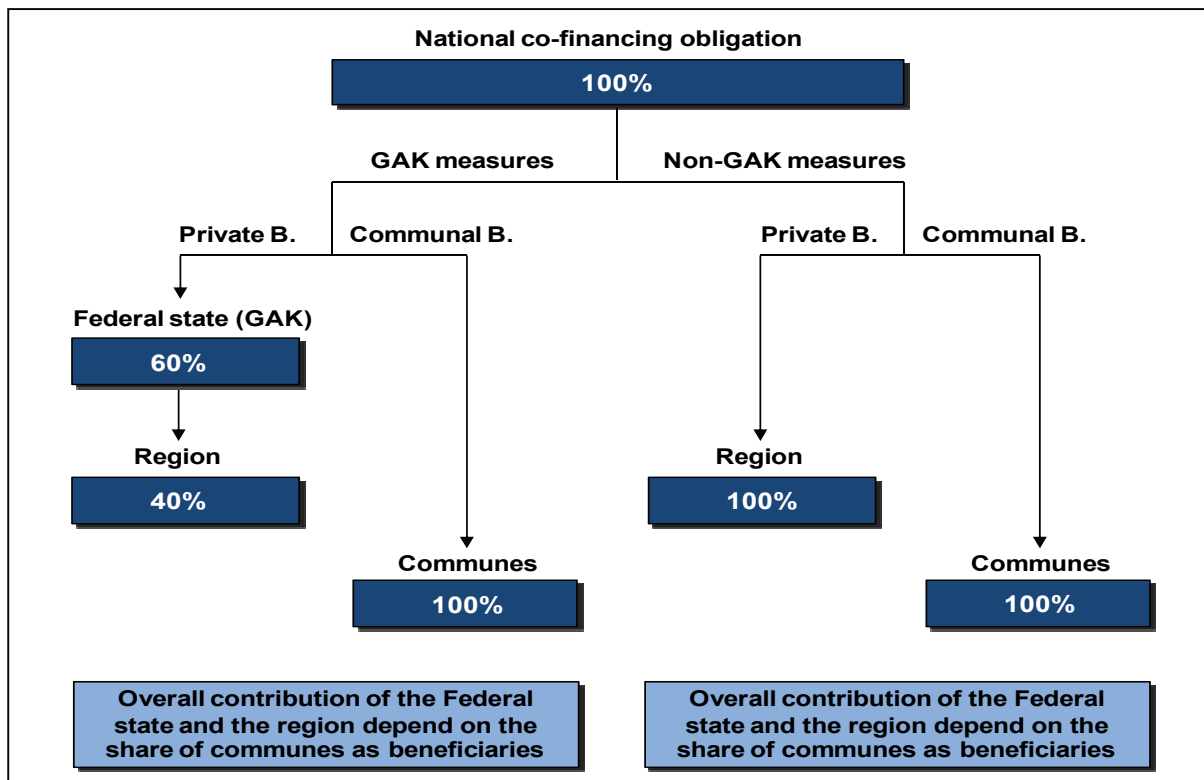 National co-financing obligation
100%
GAK measures
Non-GAK measures
Private B.
Communal B.
Private B.
Communal B.
Federal state (GAK)
60%
Region
40%
Region
100%
Communes
100%
Communes
100%
Overall contribution of the Federal
state and the region depend on the
share of communes as beneficiaries
Overall contribution of the Federal
state and the region depend on the
share of communes as beneficiaries